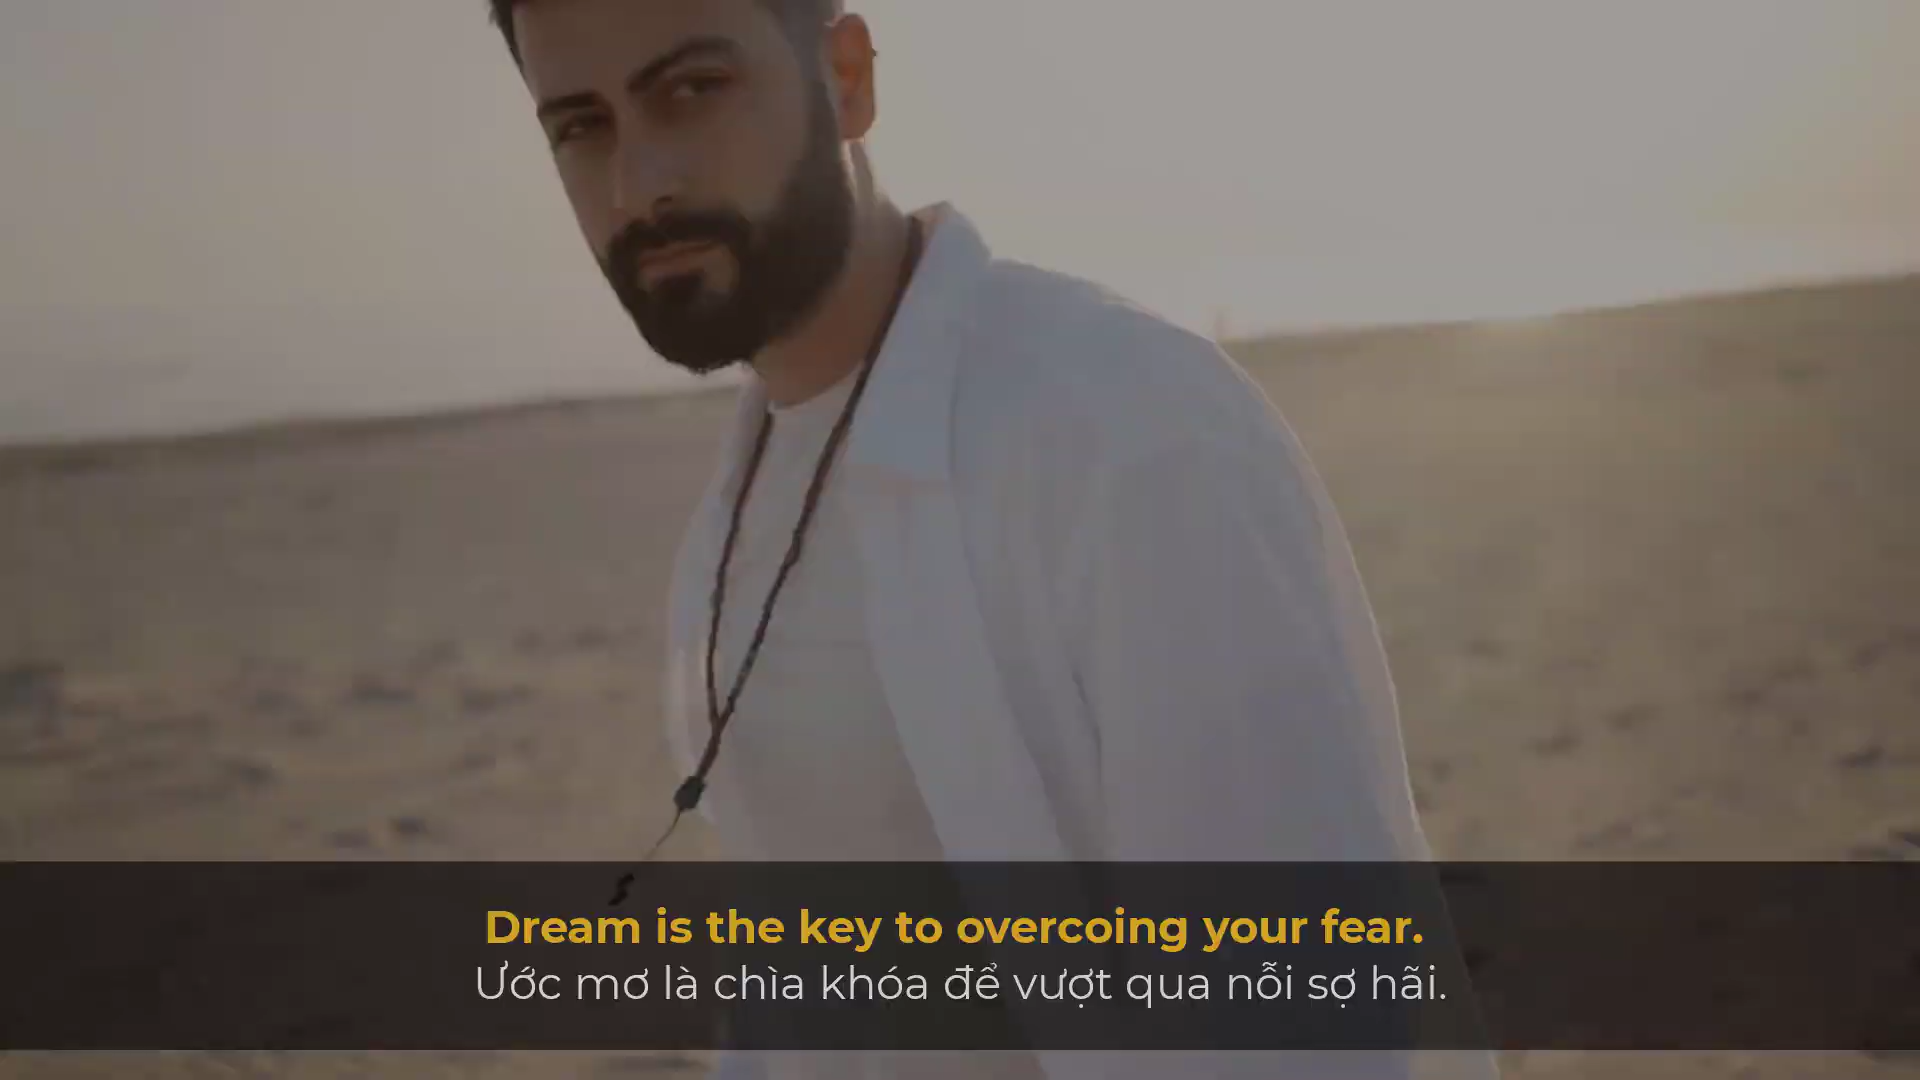 Dream is the key to overcoing your fear.
Ước mơ là chìa khóa để vượt qua nỗi sợ hãi.